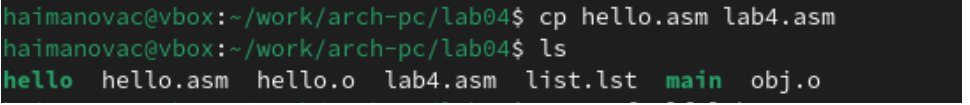 haimanovac@vbox:~/work/arch-pc/lab04$ cp hello.asm lab4.asm
haimanovac@vbox:~/work/arch-pc/lab04$ ls
hello  hello.asm  hello.o  lab4.asm  list.lst  main  obj.o